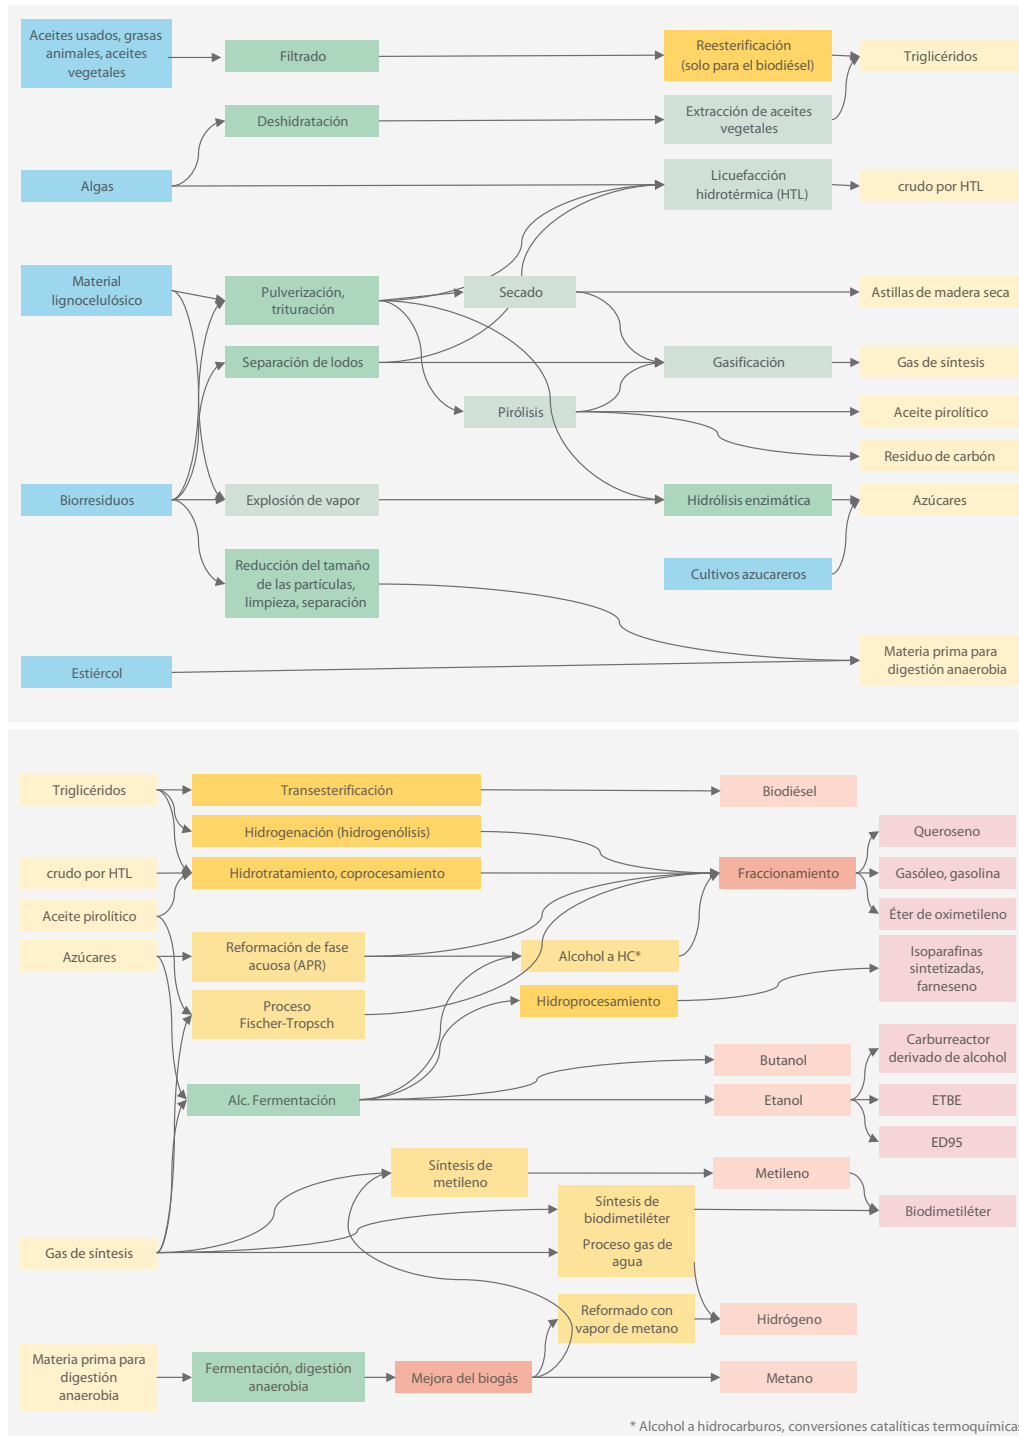 Aceites usados, grasas
animales, aceites
vegetales
Filtrado
Reesterificación
(solo para el biodiésel)
Triglicéridos
Deshidratación
Extracción de aceites
vegetales
Algas
Licuefacción
hidrotérmica (HTL)
crudo por HTL
Material
lignocelulósico
Pulverización,
trituración
Secado
Astillas de madera seca
Separación de lodos
Gasificación
Gas de síntesis
Pirólisis
Aceite pirolítico
Residuo de carbón
Biorresiduos
Explosión de vapor
Hidrólisis enzimática
Azúcares
Reducción del tamaño
de las partículas,
limpieza, separación
Cultivos azucareros
Estiércol
Materia prima para
digestión anaerobia
Triglicéridos
Transesterificación
Biodiésel
Hidrogenación (hidrogenólisis)
Queroseno
crudo por HTL
Hidrotratamiento, coprocesamiento
Fraccionamiento
Gasóleo, gasolina
Aceite pirolítico
Éter de oximetileno
Azúcares
Reformación de fase
acuosa (APR)
Alcohol a HC*
Isoparafinas
sintetizadas,
farneseno
Proceso
Fischer-Tropsch
Hidroprocesamiento
Carburreactor
derivado de alcohol
Butanol
Alc. Fermentación
Etanol
ETBE
ED95
Síntesis de
metileno
Metileno
Síntesis de
biodimetiléter
Biodimetiléter
Gas de síntesis
Proceso gas de
agua
Reformado con
vapor de metano
Hidrógeno
Materia prima para
digestión
anaerobia
Fermentación, digestión
anaerobia
Mejora del biogás
Metano
* Alcohol a hidrocarburos, conversiones catalíticas termoquímicas